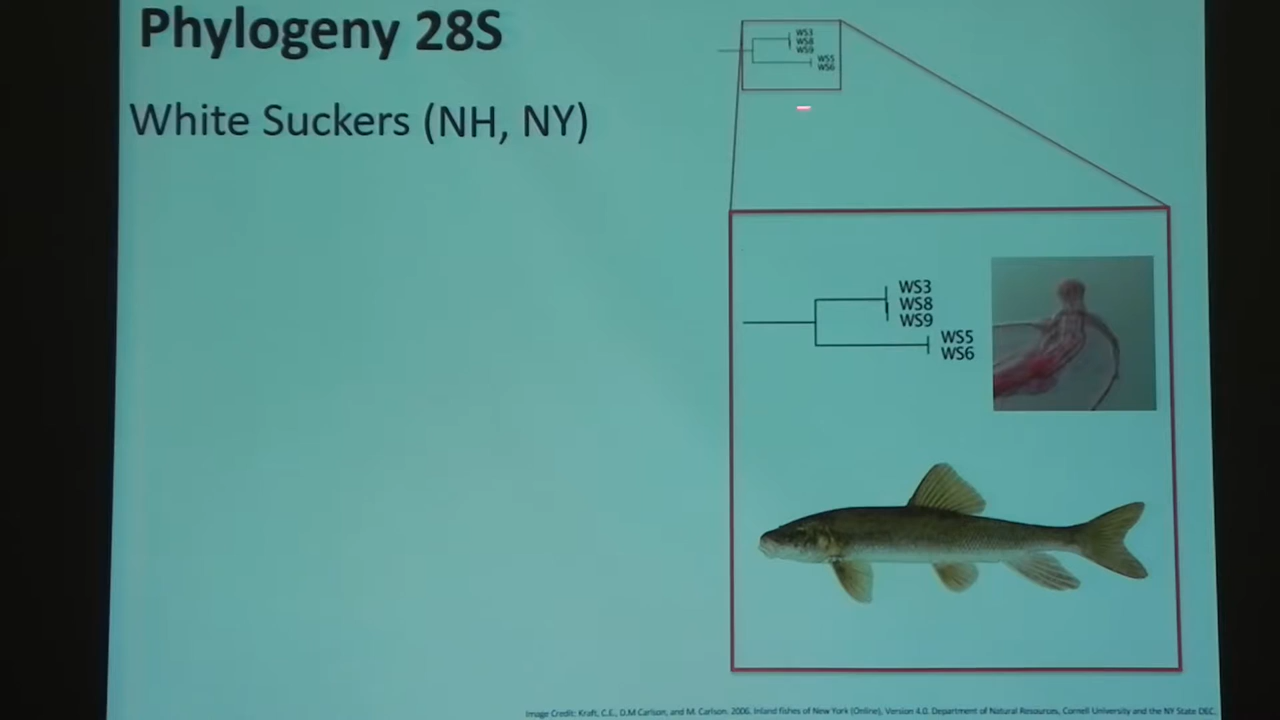 Phylogeny 28S
White Suckers (NH, NY)
WS3
WS8
WS9
WS5
WS6
WS3
WS8
WS9
WS5
WS6
Image Credit: Kraft, C.E., D.M Carlson, and M. Carlson. 2006. Inland fishes of New York (Online), Version 4.0. Department of Natural Resources, Cornell University and the NY State DEC.